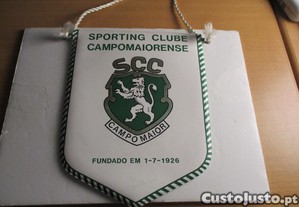 SPORTING CLUBE
CAMPOMAIORENSE
SCC
CAMPO MAIOR
FUNDADO EM 1-7-1926
CustoJusto.pt